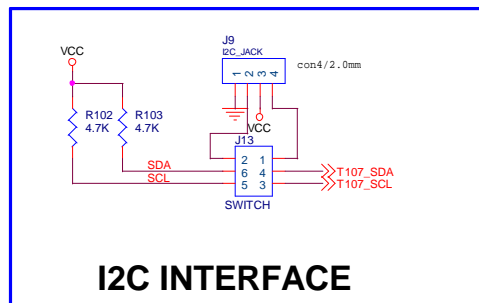 J9
I2C_JACK
VCC
con4/2.0mm
1 2 3 4
R102 R103
4.7K 4.7K
VCC
J13
SDA 2 1
SCL 6 4 T107_SDA
5 3 T107_SCL
SWITCH
I2C INTERFACE